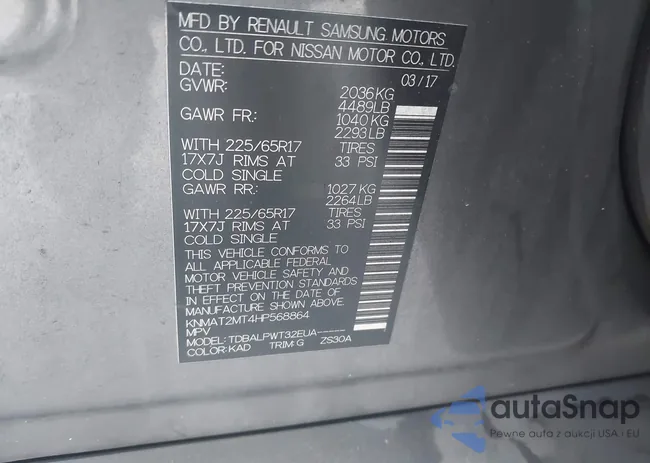 MFD BY RENAULT SAMSUNG MOTORS
CO., LTD. FOR NISSAN MOTOR CO., LTD.
DATE: 03/17
GVWR: 2036KG
4489LB
GAWR FR: 1040 KG
2293LB
WITH 225/65R17 TIRES
17X7J RIMS AT 33 PSI
COLD SINGLE
GAWR RR: 1027 KG
2264LB
WITH 225/65R17 TIRES
17X7J RIMS AT 33 PSI
COLD SINGLE
THIS VEHICLE CONFORMS TO
ALL APPLICABLE FEDERAL
MOTOR VEHICLE SAFETY AND
THEFT PREVENTION STANDARDS
IN EFFECT ON THE DATE OF
MANUFACTURE SHOWN ABOVE.
KNMAT2MT4HP568864
MPV
MODEL: TDBALPWT32EUA-----
COLOR: KAD TRIM: G ZS30A
autaSnap
Pewne auta z aukcji USA i EU